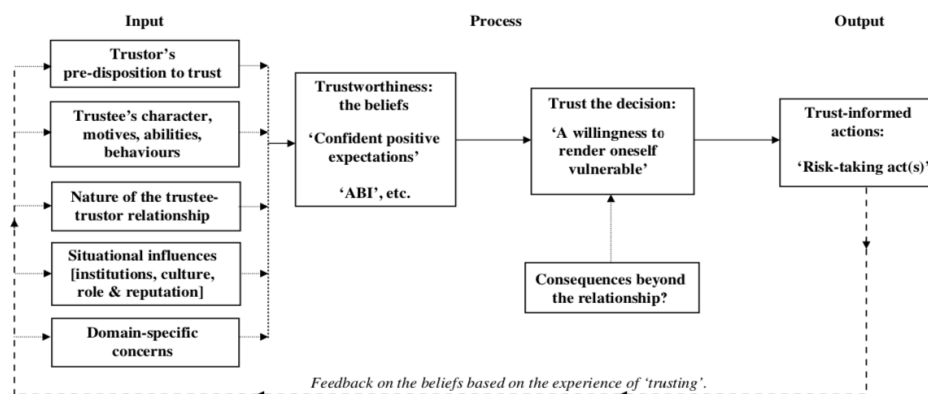 Input
Process
Output
Trustor's
pre-disposition to trust
Trustee's character,
motives, abilities,
behaviours
Nature of the trustee-
trustor relationship
Situational influences
[institutions, culture,
role & reputation]
Domain-specific
concerns
Trustworthiness:
the beliefs
‘Confident positive
expectations’
‘ABI’, etc.
Trust the decision:
‘A willingness to
render oneself
vulnerable’
Consequences beyond
the relationship?
Trust-informed
actions:
‘Risk-taking act(s)’
Feedback on the beliefs based on the experience of ‘trusting’.